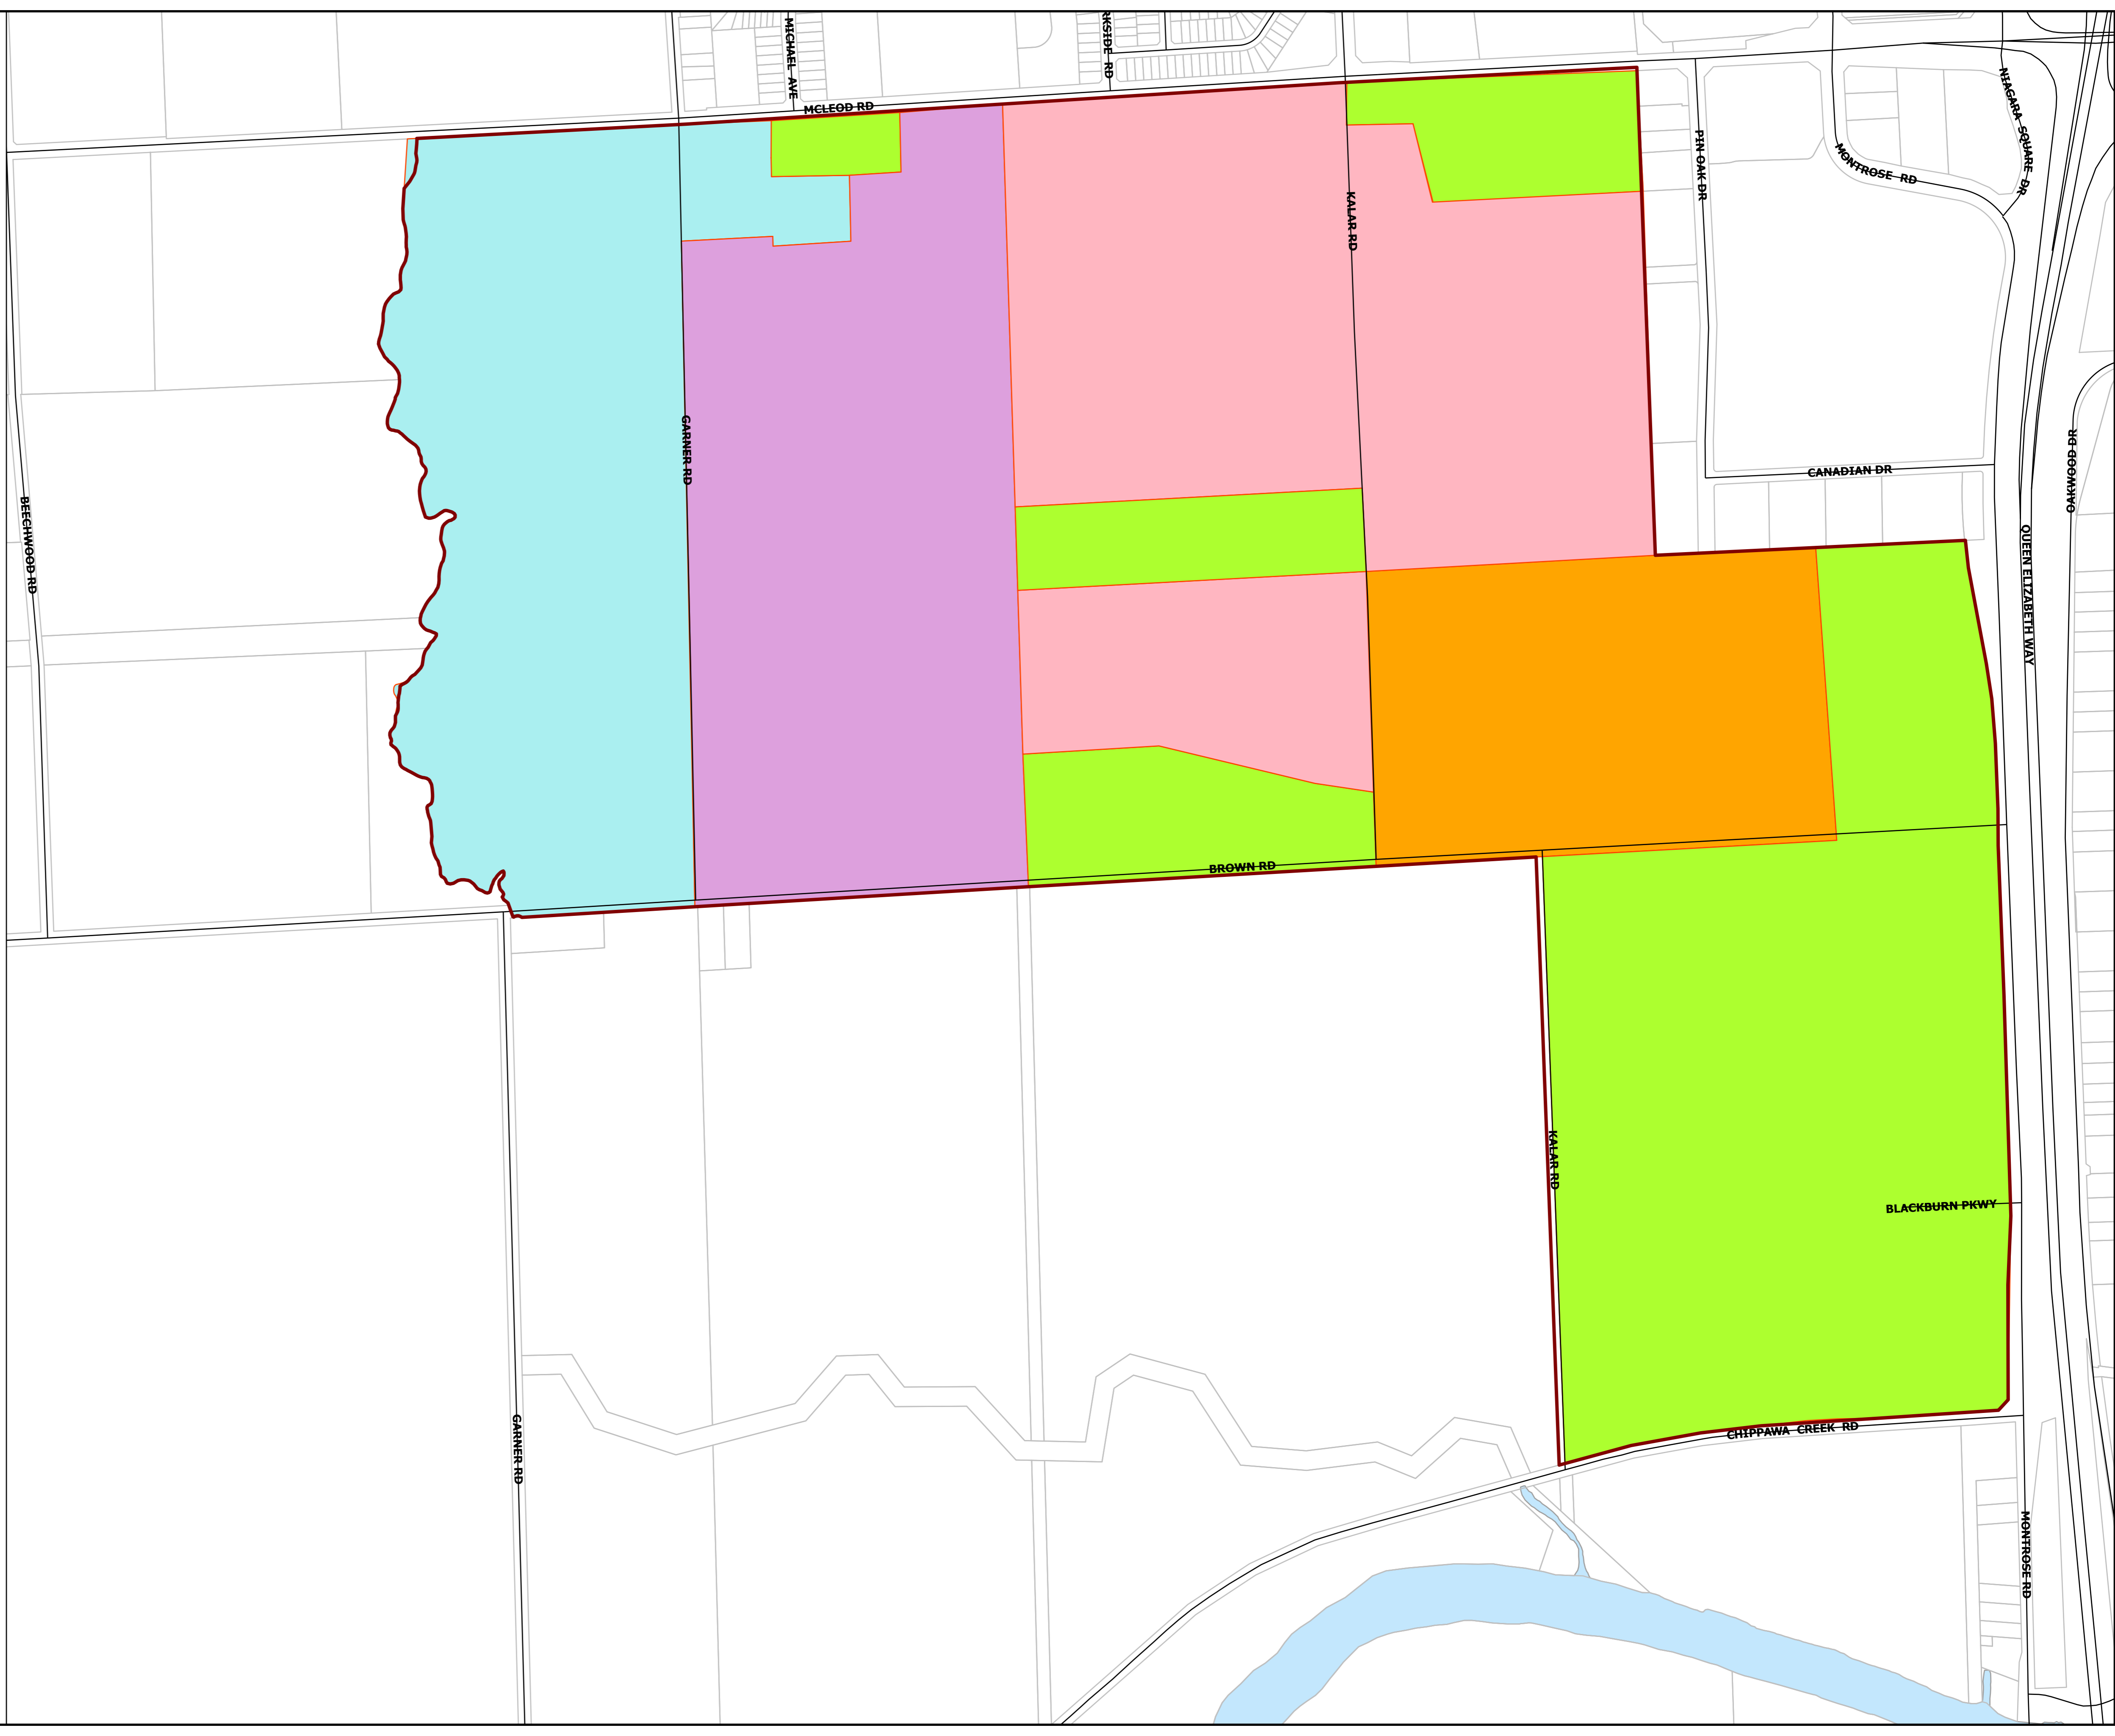 MICHAEL AVE
RKSIDE RD
MCLEOD RD
NIAGARA SQUARE DR
PIN OAK DR
MONTROSE RD
KALAR RD
GARNER RD
CANADIAN DR
OAKWOOD DR
BEECHWOOD RD
QUEEN ELIZABETH WAY
BROWN RD
KALAR RD
BLACKBURN PKWY
CHIPPAWA CREEK RD
GARNER RD
MONTROSE RD